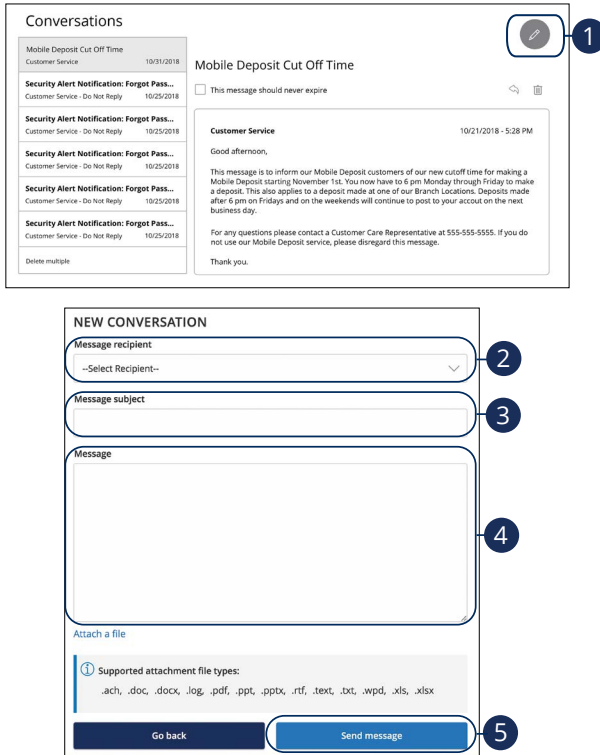 Conversations
1
Mobile Deposit Cut Off Time
Customer Service 10/31/2018
Security Alert Notification: Forgot Pass...
Customer Service - Do Not Reply 10/25/2018
Security Alert Notification: Forgot Pass...
Customer Service - Do Not Reply 10/25/2018
Security Alert Notification: Forgot Pass...
Customer Service - Do Not Reply 10/25/2018
Security Alert Notification: Forgot Pass...
Customer Service - Do Not Reply 10/25/2018
Security Alert Notification: Forgot Pass...
Customer Service - Do Not Reply 10/25/2018
Delete multiple
Mobile Deposit Cut Off Time
This message should never expire
Customer Service 10/21/2018 - 5:28 PM
Good afternoon,
This message is to inform our Mobile Deposit customers of our new cutoff time for making a
Mobile Deposit starting November 1st. You now have to 6 pm Monday through Friday to make
a deposit. This also applies to a deposit made at one of our Branch Locations. Deposits made
after 6 pm on Fridays and on the weekends will continue to post to your accout on the next
business day.
For any questions please contact a Customer Care Representative at 555-555-5555. If you do
not use our Mobile Deposit service, please disregard this message.
Thank you.
NEW CONVERSATION
Message recipient
--Select Recipient--
2
Message subject
3
Message
4
Attach a file
Supported attachment file types:
.ach, .doc, .docx, .log, .pdf, .ppt, .pptx, .rtf, .text, .txt, .wpd, .xls, .xlsx
Go back
Send message
5